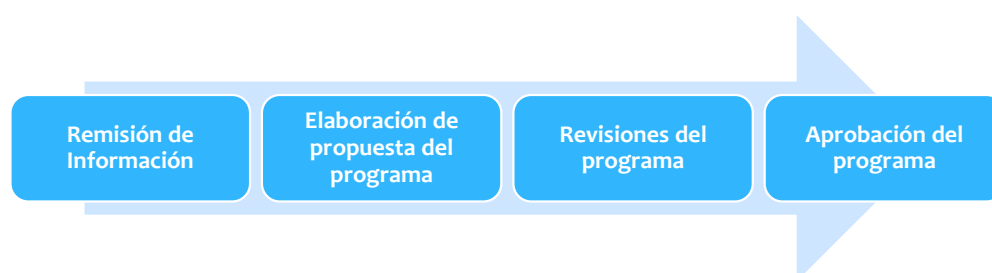 Remisión de
Información
Elaboración de
propuesta del
programa
Revisiones del
programa
Aprobación del
programa